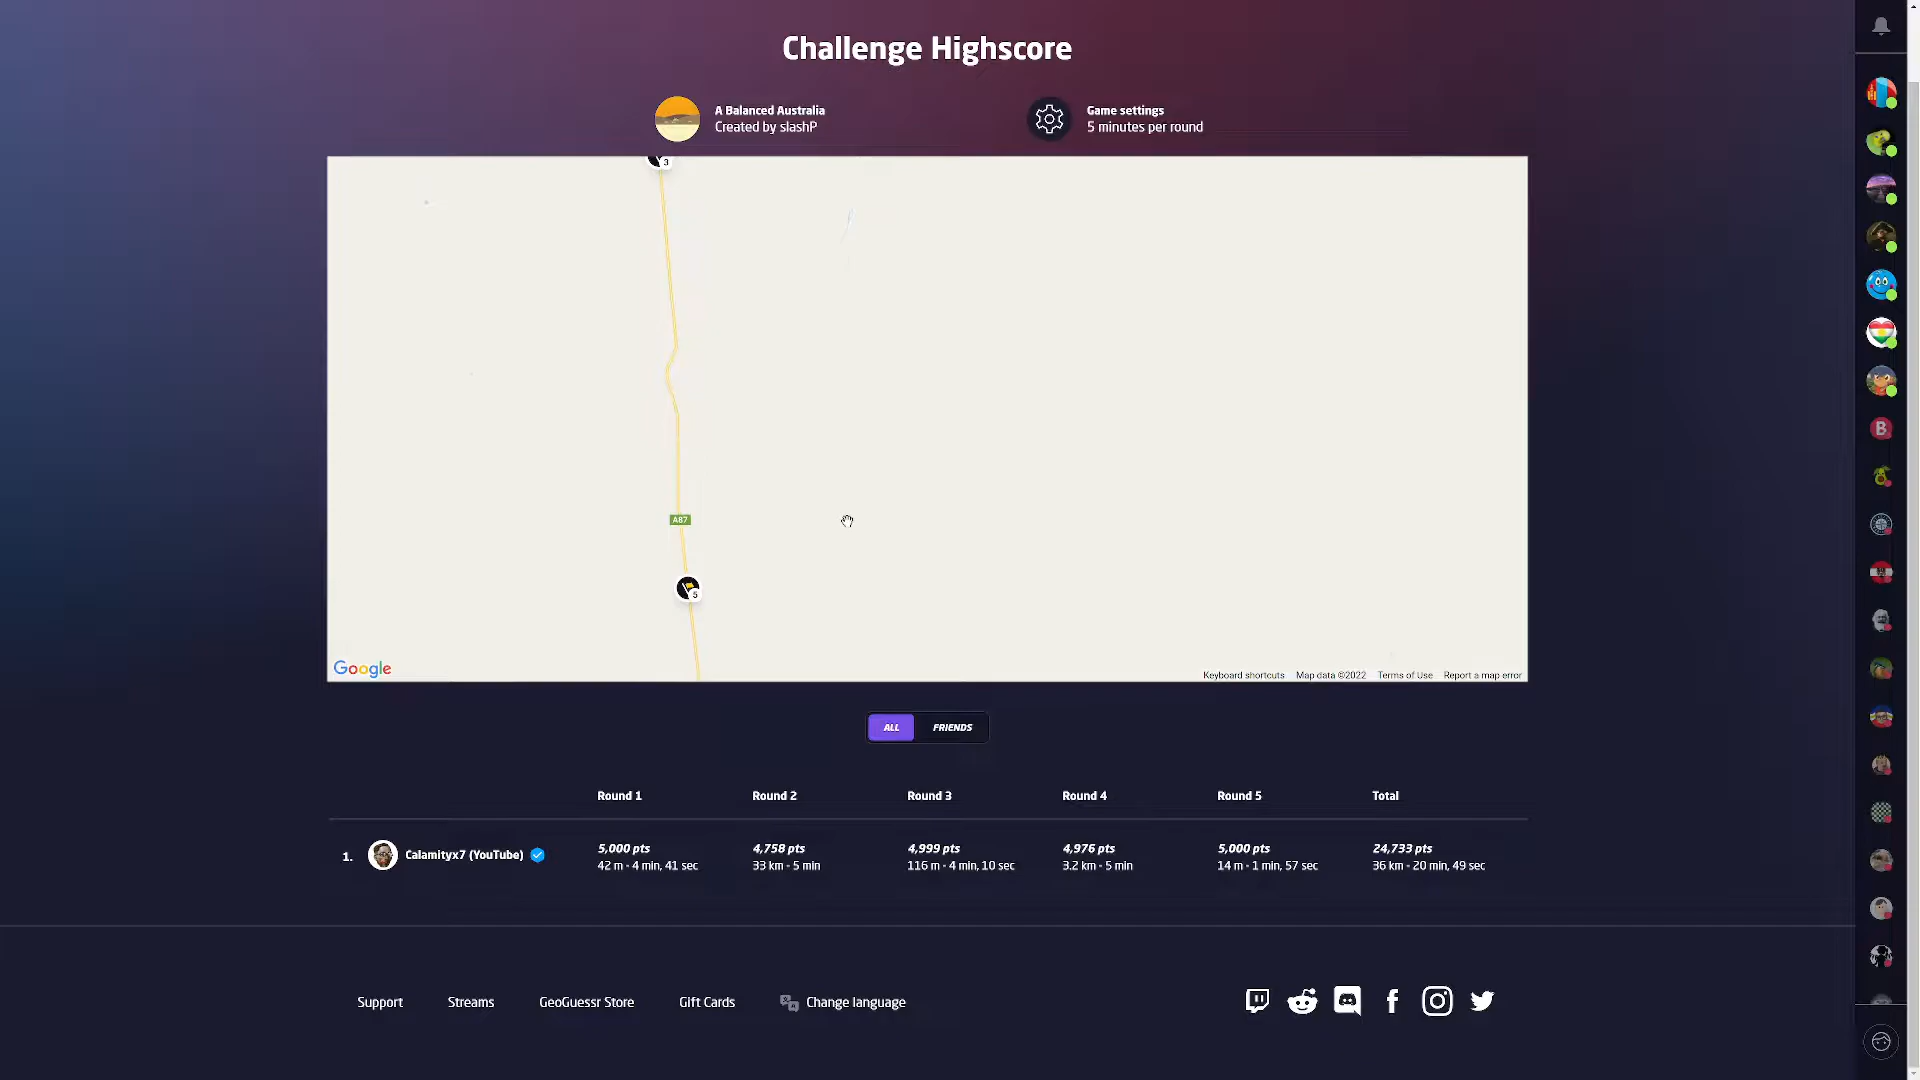 Challenge Highscore
A Balanced Australia
Created by slashP
Game settings
5 minutes per round
3
A87
5
Google
Keyboard shortcuts Map data ©2022 Terms of Use Report a map error
ALL FRIENDS
Round 1 Round 2 Round 3 Round 4 Round 5 Total
1. Calamityx7 (YouTube) 5,000 pts 4,758 pts 4,999 pts 4,976 pts 5,000 pts 24,733 pts
42 m - 4 min, 41 sec 33 km - 5 min 116 m - 4 min, 10 sec 3.2 km - 5 min 14 m - 1 min, 57 sec 36 km - 20 min, 49 sec
Support Streams GeoGuessr Store Gift Cards Change language
B